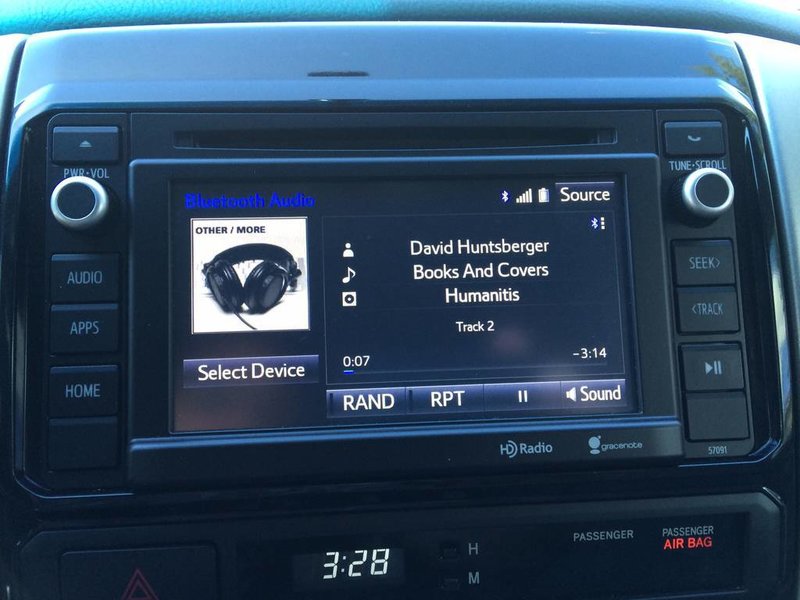 PWR•VOL
AUDIO
APPS
HOME
Bluetooth Audio
Source
OTHER / MORE
David Huntsberger
Books And Covers
Humanitis
Track 2
0:07
-3:14
Select Device
RAND
RPT
Sound
HD Radio
gracenote
TUNE•SCROLL
SEEK>
<TRACK
57091
3:28
H
M
PASSENGER
PASSENGER
AIR BAG